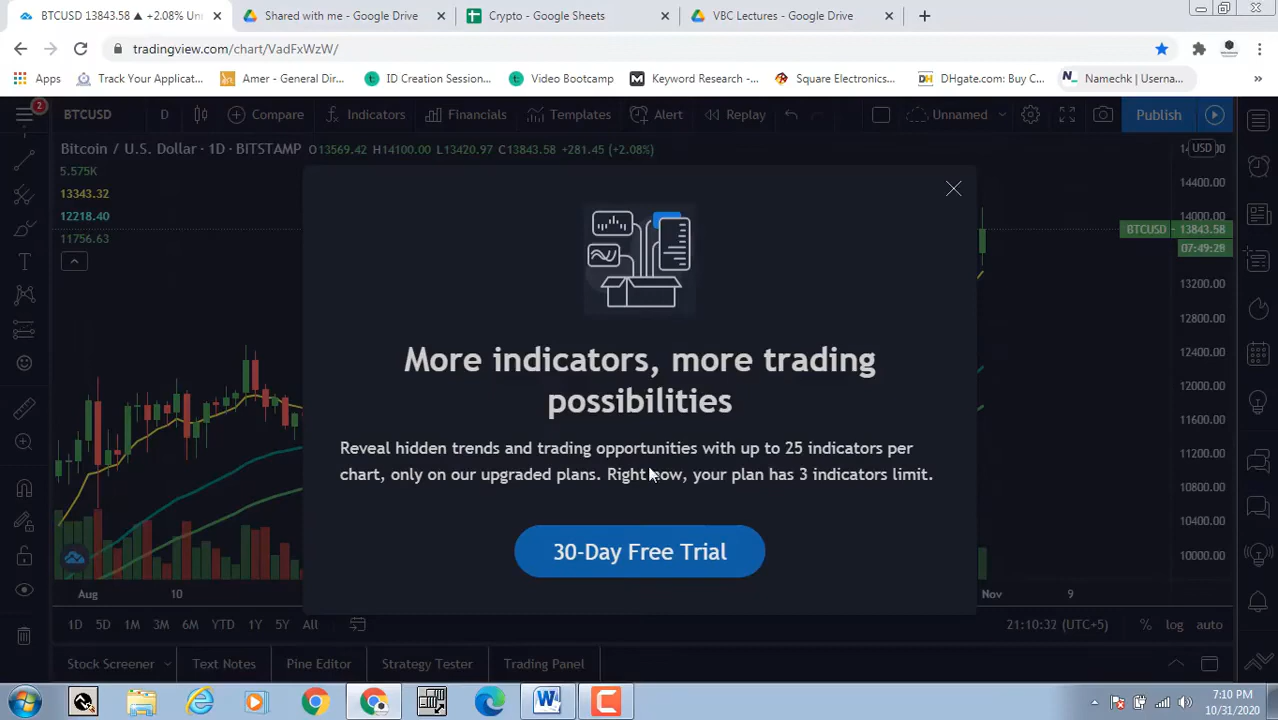 BTCUSD 13843.58 ▲ +2.08% Un
Shared with me - Google Drive
Crypto - Google Sheets
VBC Lectures - Google Drive
tradingview.com/chart/VadFxWzW/
Apps
Track Your Applicat...
Amer - General Dir...
ID Creation Session...
Video Bootcamp
Keyword Research -...
Square Electronics...
DHgate.com: Buy C...
Namechk | Userna...
2
BTCUSD
D
Compare
Indicators
Financials
Templates
Alert
Replay
Unnamed
Publish
Bitcoin / U.S. Dollar · 1D · BITSTAMP O13569.42 H14100.00 L13420.97 C13843.58 +281.45 (+2.08%)
USD
5.575K
13343.32
12218.40
11756.63
14400.00
14000.00
BTCUSD 13843.58
07:49:28
13200.00
12800.00
12400.00
12000.00
11600.00
11200.00
10800.00
10400.00
10000.00
More indicators, more trading
possibilities
Reveal hidden trends and trading opportunities with up to 25 indicators per
chart, only on our upgraded plans. Right now, your plan has 3 indicators limit.
30-Day Free Trial
Aug
10
Nov
9
1D 5D 1M 3M 6M YTD 1Y 5Y All
21:10:32 (UTC+5)
% log auto
Stock Screener
Text Notes
Pine Editor
Strategy Tester
Trading Panel
7:10 PM
10/31/2020